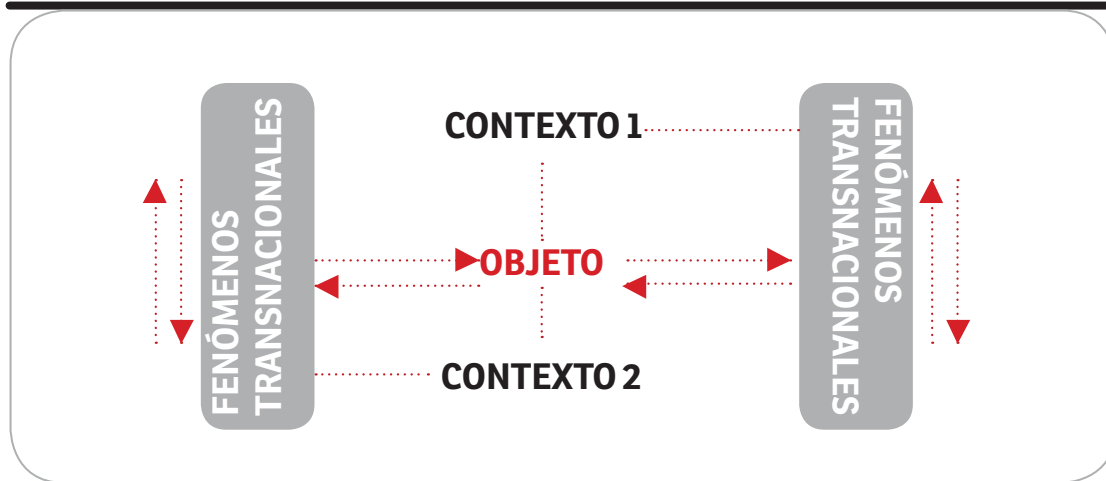 FENÓMENOS
TRANSNACIONALES
CONTEXTO 1
OBJETO
CONTEXTO 2
FENÓMENOS
TRANSNACIONALES